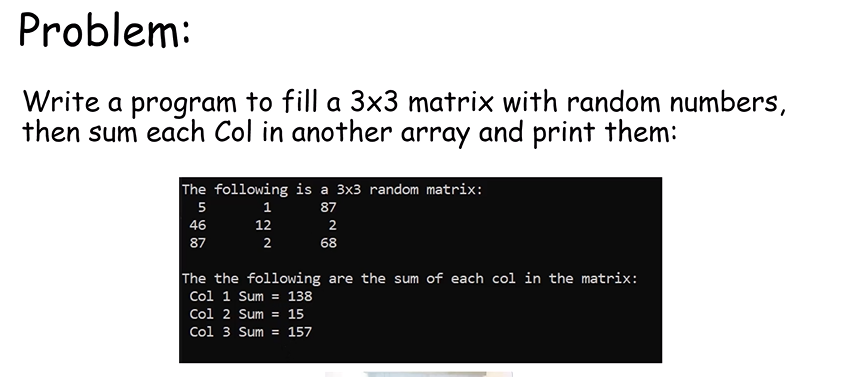 Problem:
Write a program to fill a 3x3 matrix with random numbers,
then sum each Col in another array and print them:
The following is a 3x3 random matrix:
5 1 87
46 12 2
87 2 68
The the following are the sum of each col in the matrix:
Col 1 Sum = 138
Col 2 Sum = 15
Col 3 Sum = 157